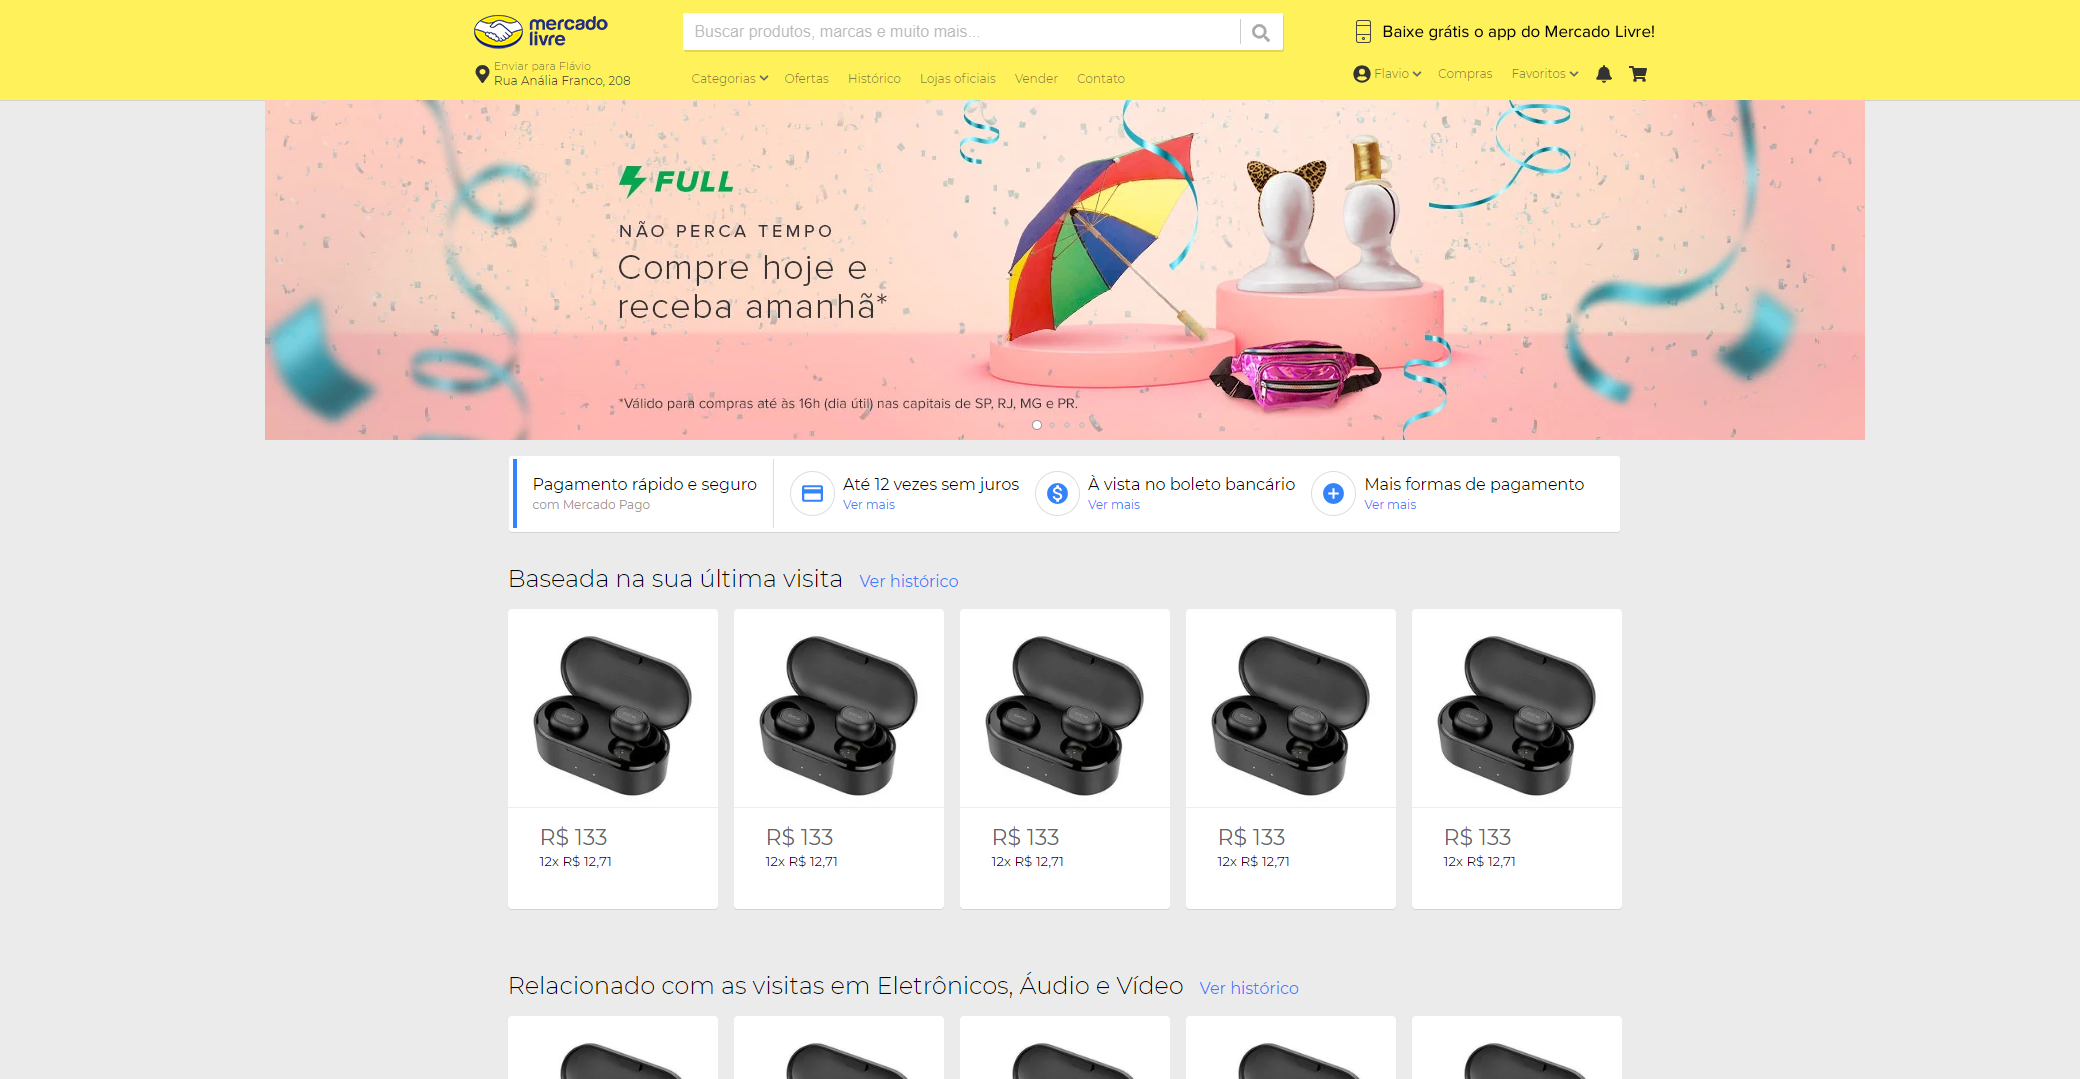 mercado
livre
Buscar produtos, marcas e muito mais...
Baixe grátis o app do Mercado Livre!
Enviar para Flávio
Rua Anália Franco, 208
Categorias Ofertas Histórico Lojas oficiais Vender Contato
Flavio Compras Favoritos
FULL
NÃO PERCA TEMPO
Compre hoje e
receba amanhã*
*Válido para compras até às 16h (dia útil) nas capitais de SP, RJ, MG e PR.
Pagamento rápido e seguro
com Mercado Pago
Até 12 vezes sem juros
Ver mais
À vista no boleto bancário
Ver mais
Mais formas de pagamento
Ver mais
Baseada na sua última visita Ver histórico
R$ 133
12x R$ 12,71
R$ 133
12x R$ 12,71
R$ 133
12x R$ 12,71
R$ 133
12x R$ 12,71
R$ 133
12x R$ 12,71
Relacionado com as visitas em Eletrônicos, Áudio e Vídeo Ver histórico